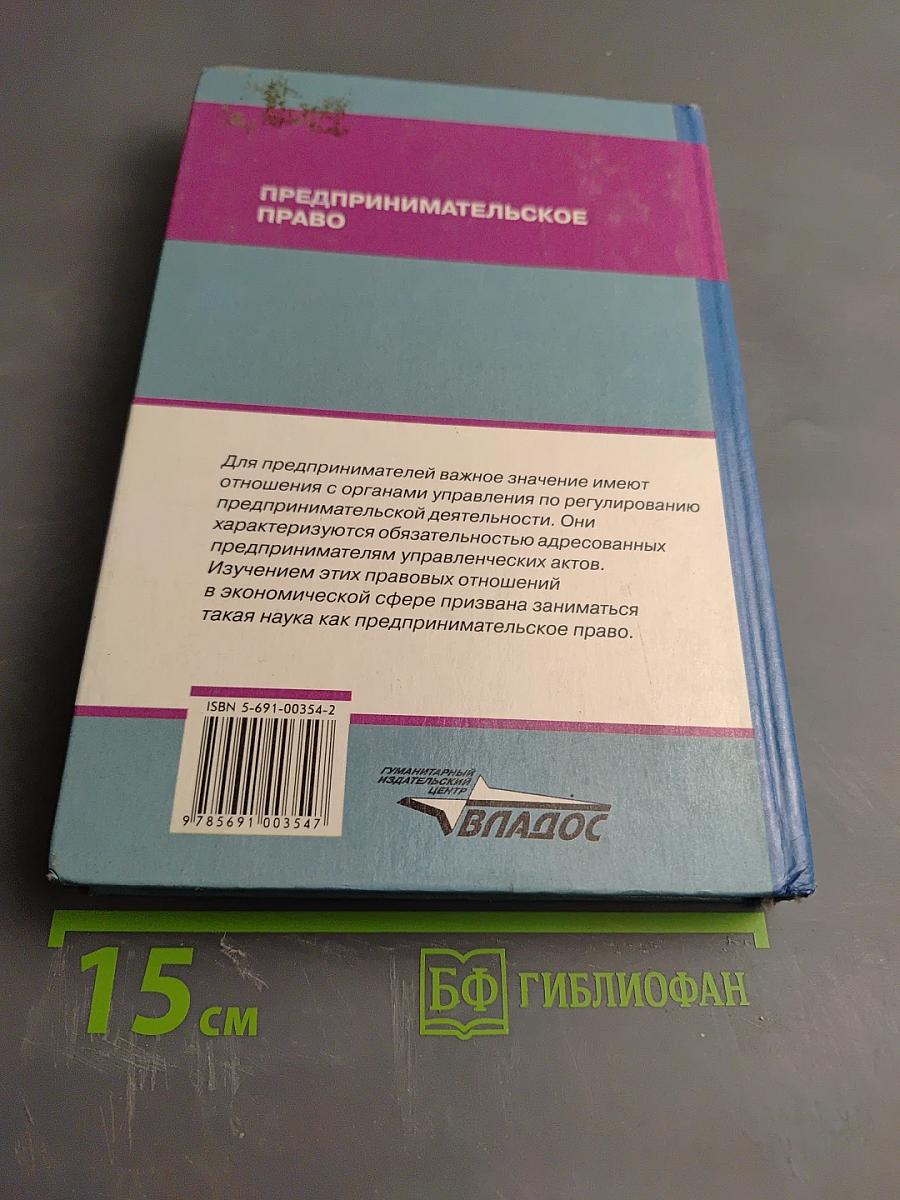 ПРЕДПРИНИМАТЕЛЬСКОЕ
ПРАВО
Для предпринимателей важное значение имеют
отношения с органами управления по регулированию
предпринимательской деятельности. Они
характеризуются обязательностью адресованных
предпринимателям управленческих актов.
Изучением этих правовых отношений
в экономической сфере призвана заниматься
такая наука как предпринимательское право.
ISBN 5-691-00354-2
9 785691 003547
ГУМАНИТАРНЫЙ
ИЗДАТЕЛЬСКИЙ
ЦЕНТР
ВЛАДОС
15 см
БФ ГИБЛИОФАН